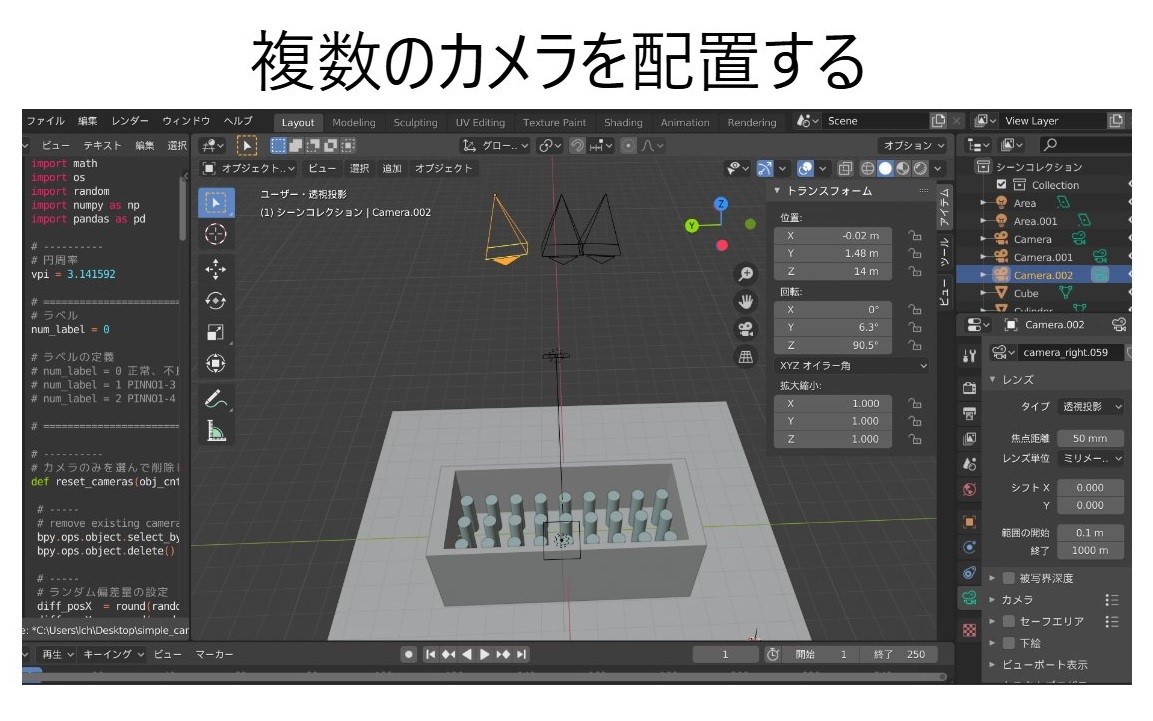 複数のカメラを配置する
ファイル 編集 レンダー ウィンドウ ヘルプ Layout Modeling Sculpting UV Editing Texture Paint Shading Animation Rendering Scene View Layer
ビュー テキスト 編集 選択 グロー.. オプション
オブジェクト.. ビュー 選択 追加 オブジェクト
import math
import os
import random
import numpy as np
import pandas as pd
# ----------
# 円周率
vpi = 3.141592
# ラベル
num_label = 0
# ラベルの定義
# num_label = 0 正常、不
# num_label = 1 PINNO1-3
# num_label = 2 PINNO1-4
# ----------
# カメラのみを選んで削除
def reset_cameras(obj_cnt
# -----
# remove existing camera
bpy.ops.object.select_by
bpy.ops.object.delete()
# -----
# ランダム偏差量の設定
diff_posX = round(rando
: *C:\Users\lch\Desktop\simple_car
ユーザー・透視投影
(1) シーンコレクション | Camera.002
Z
Y
トランスフォーム
位置:
X -0.02 m
Y 1.48 m
Z 14 m
回転:
X 0°
Y 6.3°
Z 90.5°
XYZ オイラー角
拡大縮小:
X 1.000
Y 1.000
Z 1.000
アイテム
ツール
ビュー
シーンコレクション
Collection
Area
Area.001
Camera
Camera.001
Camera.002
Cube
Cylinder
Camera.002
camera_right.059
レンズ
タイプ 透視投影
焦点距離 50 mm
レンズ単位 ミリメー..
シフト X 0.000
Y 0.000
範囲の開始 0.1 m
終了 1000 m
被写界深度
カメラ
セーフエリア
下絵
ビューポート表示
再生 キーイング ビュー マーカー 1 開始 1 終了 250